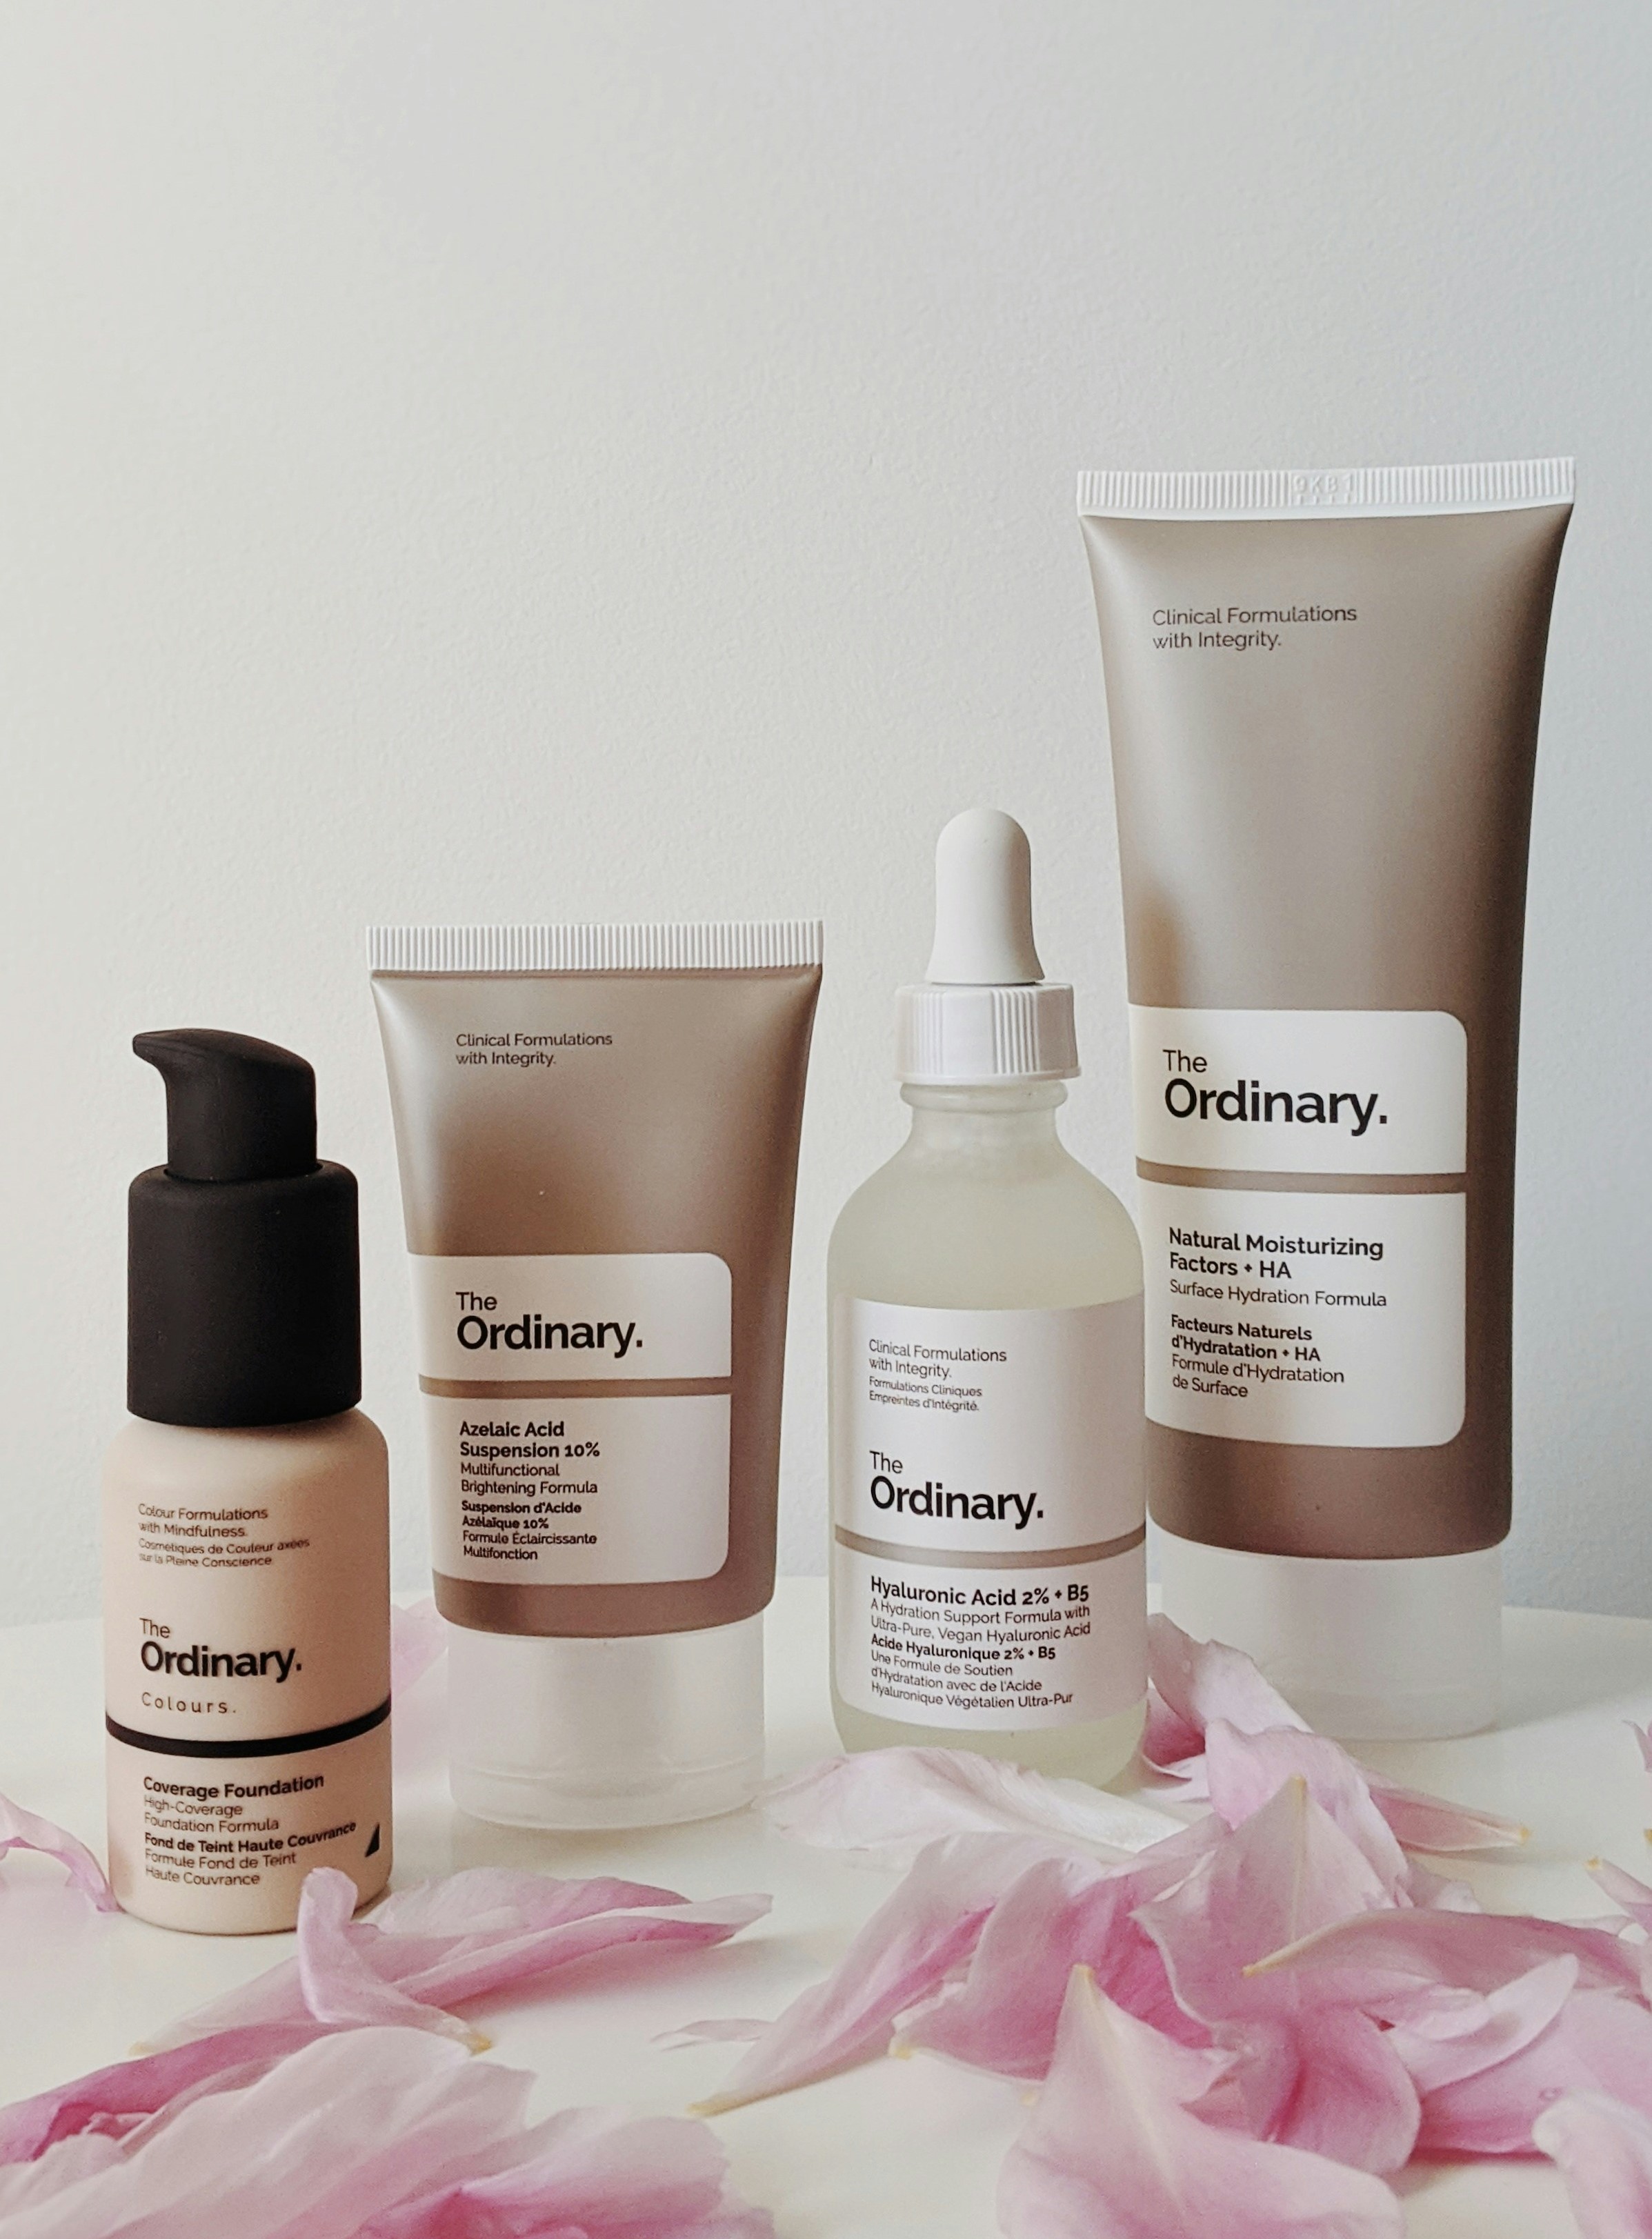 Colour Formulations
with Mindfulness.
Cosmétiques de Couleur axées
sur la Pleine Conscience.
The
Ordinary.
Colours.
Coverage Foundation
High-Coverage
Foundation Formula
Fond de Teint Haute Couvrance
Formule Fond de Teint
Haute Couvrance
Clinical Formulations
with Integrity.
The
Ordinary.
Azelaic Acid
Suspension 10%
Multifunctional
Brightening Formula
Suspension d'Acide
Azélaïque 10%
Formule Éclaircissante
Multifonction
Clinical Formulations
with Integrity.
Formulations Cliniques
Empreintes d'Intégrité.
The
Ordinary.
Hyaluronic Acid 2% + B5
A Hydration Support Formula with
Ultra-Pure, Vegan Hyaluronic Acid
Acide Hyaluronique 2% + B5
Une Formule de Soutien
d'Hydratation avec de l'Acide
Hyaluronique Végétalien Ultra-Pur
9KB1
Clinical Formulations
with Integrity.
The
Ordinary.
Natural Moisturizing
Factors + HA
Surface Hydration Formula
Facteurs Naturels
d'Hydratation + HA
Formule d'Hydratation
de Surface